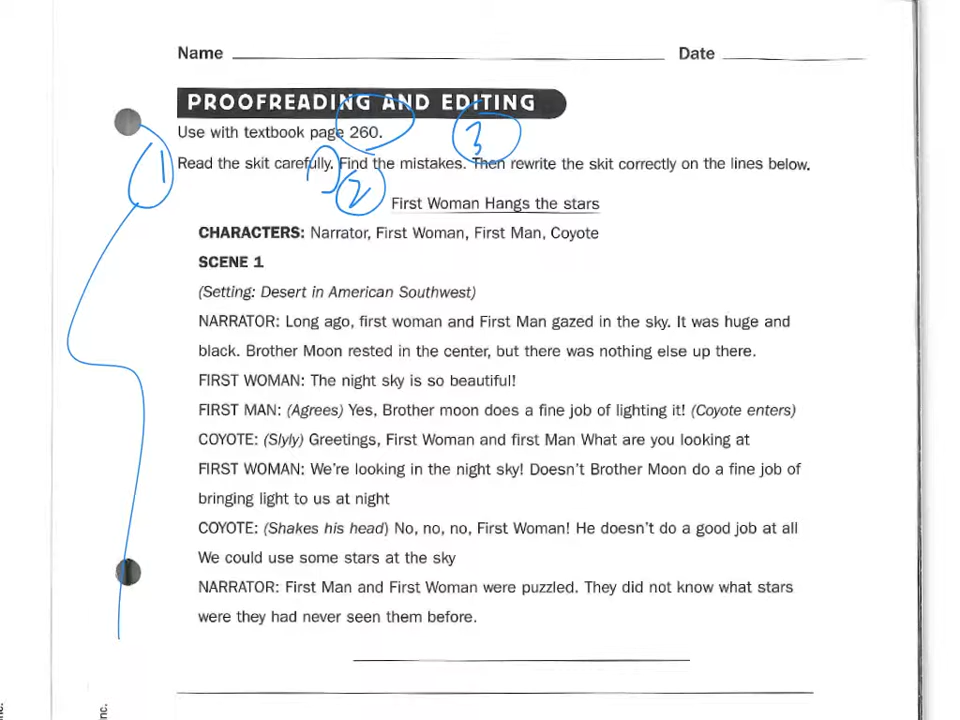 Name Date
PROOFREADING AND EDITING
Use with textbook page 260.
3
Read the skit carefully. Find the mistakes. Then rewrite the skit correctly on the lines below.
1
2
First Woman Hangs the stars
CHARACTERS: Narrator, First Woman, First Man, Coyote
SCENE 1
(Setting: Desert in American Southwest)
NARRATOR: Long ago, first woman and First Man gazed in the sky. It was huge and
black. Brother Moon rested in the center, but there was nothing else up there.
FIRST WOMAN: The night sky is so beautiful!
FIRST MAN: (Agrees) Yes, Brother moon does a fine job of lighting it! (Coyote enters)
COYOTE: (Slyly) Greetings, First Woman and first Man What are you looking at
FIRST WOMAN: We're looking in the night sky! Doesn't Brother Moon do a fine job of
bringing light to us at night
COYOTE: (Shakes his head) No, no, no, First Woman! He doesn't do a good job at all
We could use some stars at the sky
NARRATOR: First Man and First Woman were puzzled. They did not know what stars
were they had never seen them before.
nc.